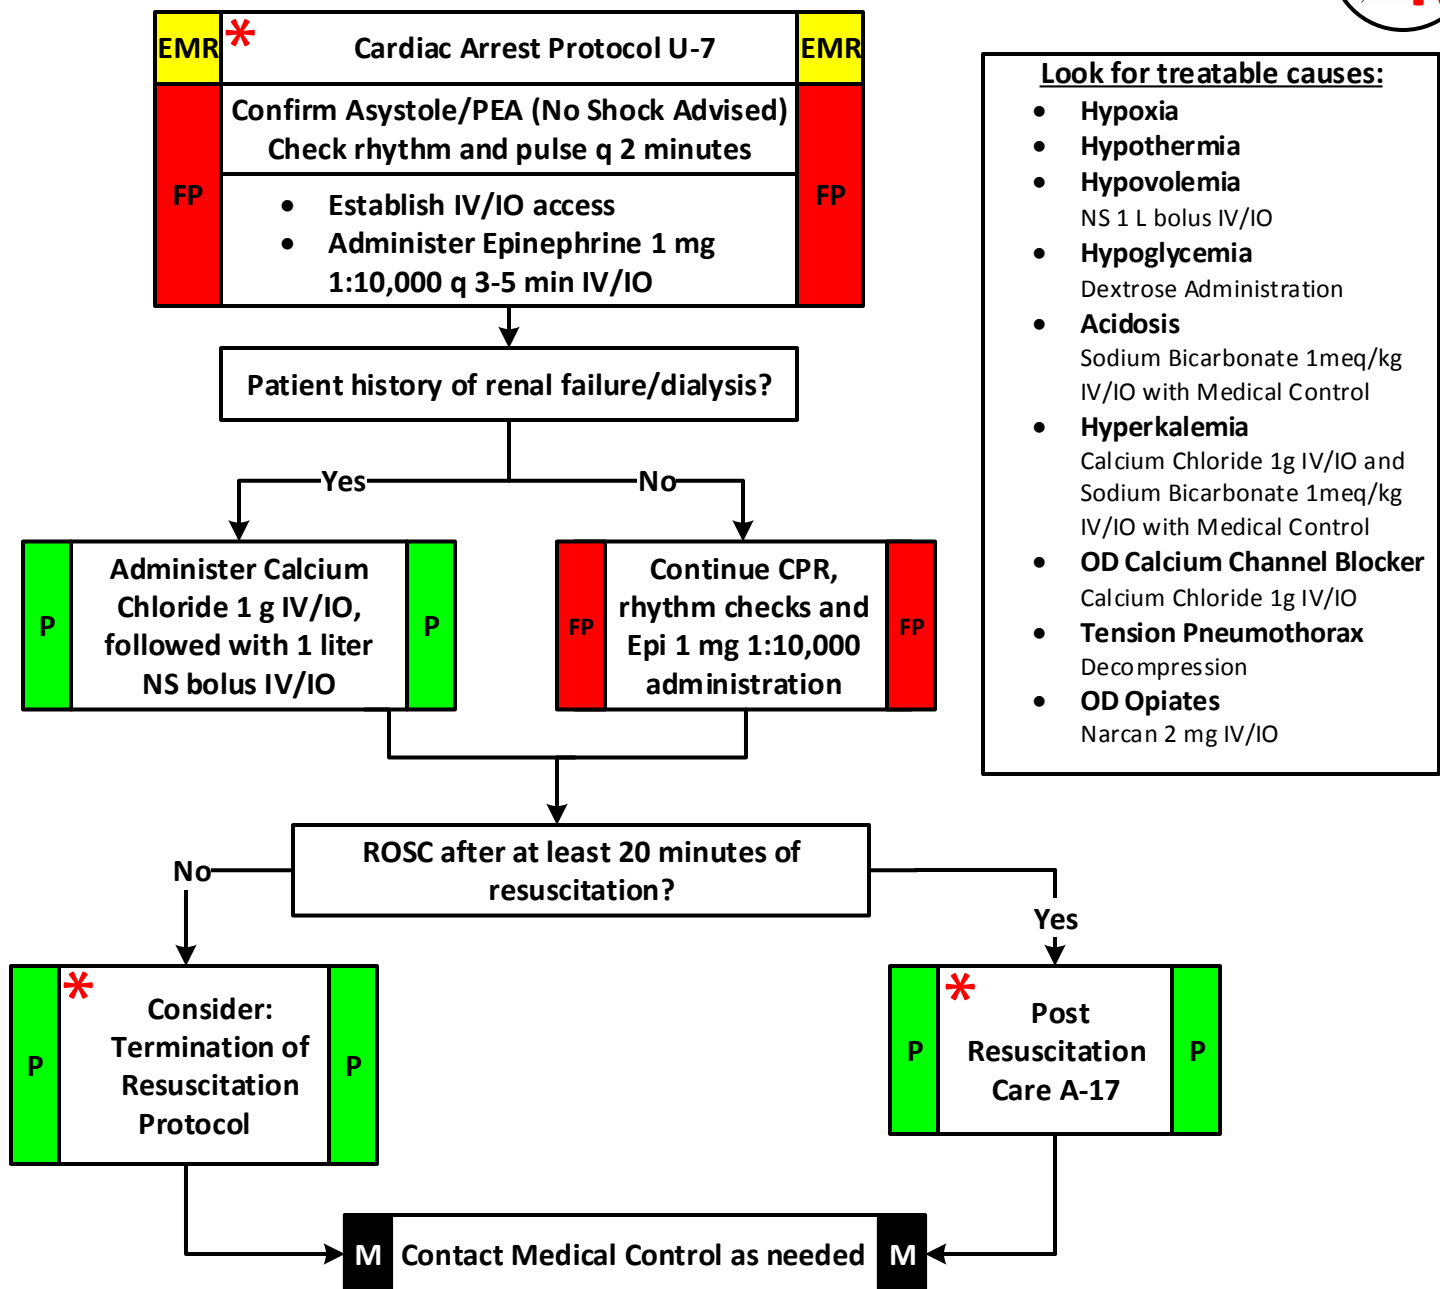 EMR * Cardiac Arrest Protocol U-7 EMR
Confirm Asystole/PEA (No Shock Advised)
Check rhythm and pulse q 2 minutes
FP FP
• Establish IV/IO access
• Administer Epinephrine 1 mg
1:10,000 q 3-5 min IV/IO
Patient history of renal failure/dialysis?
Yes No
P P
Administer Calcium
Chloride 1 g IV/IO,
followed with 1 liter
NS bolus IV/IO
FP FP
Continue CPR,
rhythm checks and
Epi 1 mg 1:10,000
administration
ROSC after at least 20 minutes of
resuscitation?
No
Yes
P P
*
Consider:
Termination of
Resuscitation
Protocol
P P
*
Post
Resuscitation
Care A-17
M Contact Medical Control as needed M
Look for treatable causes:
• Hypoxia
• Hypothermia
• Hypovolemia
NS 1 L bolus IV/IO
• Hypoglycemia
Dextrose Administration
• Acidosis
Sodium Bicarbonate 1meq/kg
IV/IO with Medical Control
• Hyperkalemia
Calcium Chloride 1g IV/IO and
Sodium Bicarbonate 1meq/kg
IV/IO with Medical Control
• OD Calcium Channel Blocker
Calcium Chloride 1g IV/IO
• Tension Pneumothorax
Decompression
• OD Opiates
Narcan 2 mg IV/IO